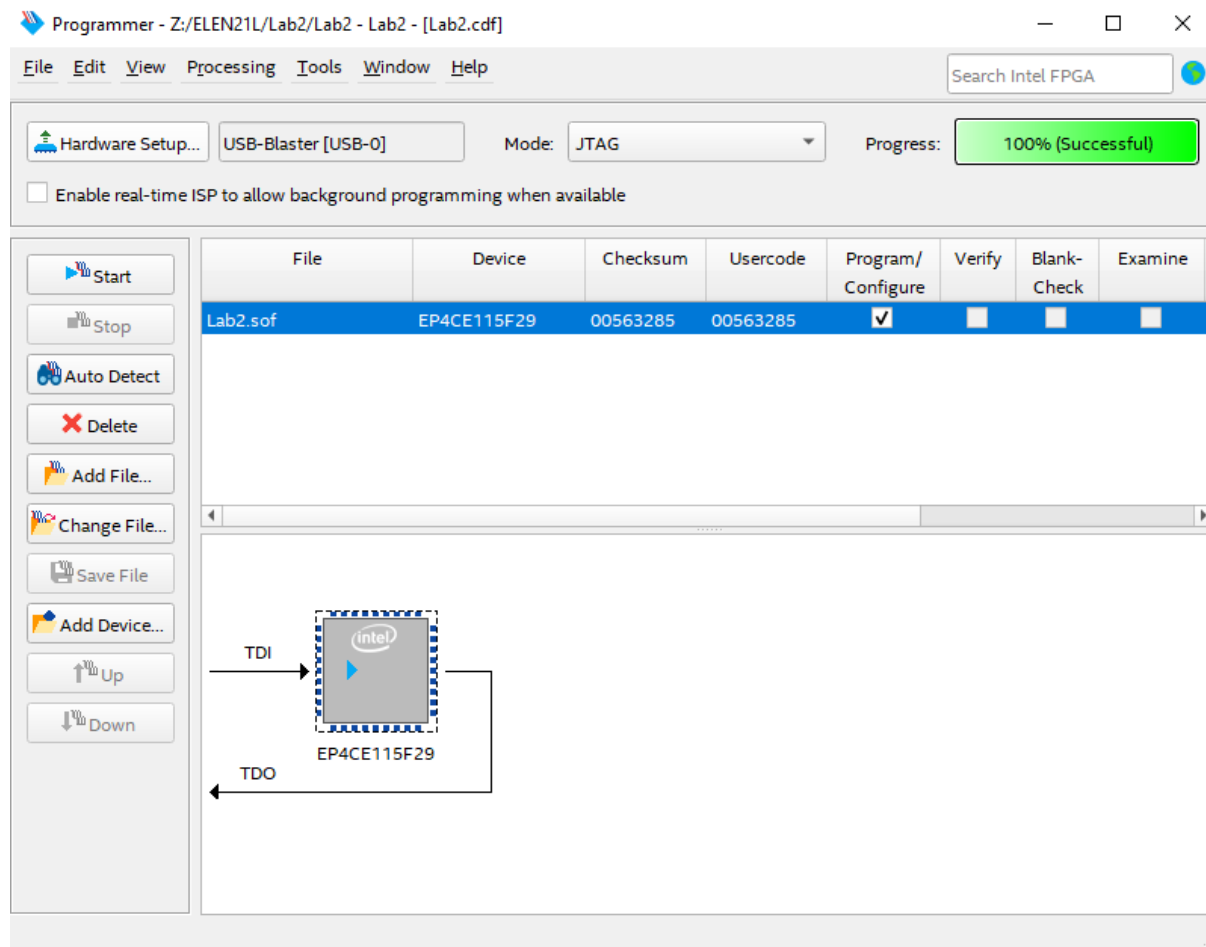 Programmer - Z:/ELEN21L/Lab2/Lab2 - Lab2 - [Lab2.cdf]
File Edit View Processing Tools Window Help
Search Intel FPGA
Hardware Setup... USB-Blaster [USB-0] Mode: JTAG Progress: 100% (Successful)
Enable real-time ISP to allow background programming when available
File Device Checksum Usercode Program/ Verify Blank- Examine
Configure Check
Lab2.sof EP4CE115F29 00563285 00563285
Start
Stop
Auto Detect
Delete
Add File...
Change File...
Save File
Add Device...
Up
Down
intel
TDI
EP4CE115F29
TDO